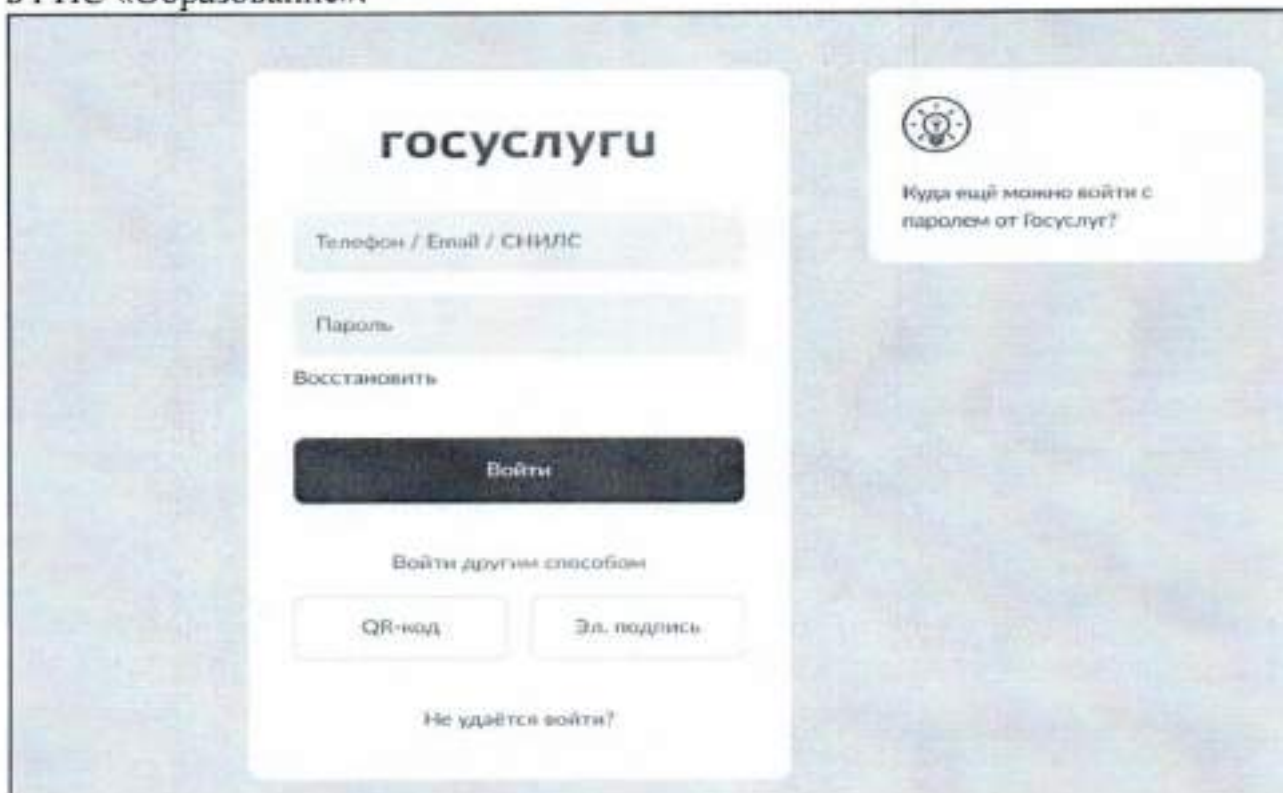 госуслуги
Телефон / Email / СНИЛС
Пароль
Восстановить
Войти
Войти другим способом
QR-код
Эл. подпись
Не удаётся войти?
Куда ещё можно войти с
паролем от Госуслуг?